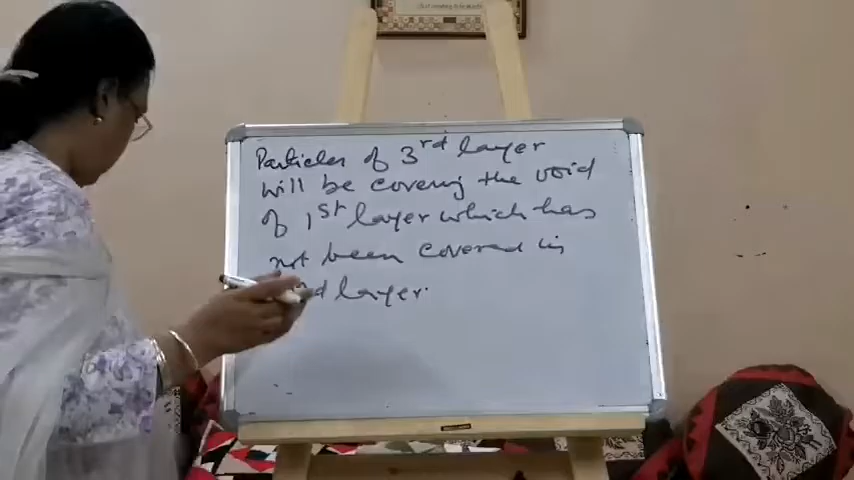 Particles of 3rd layer
will be covering the void
of 1st layer which has
not been covered in
layer.